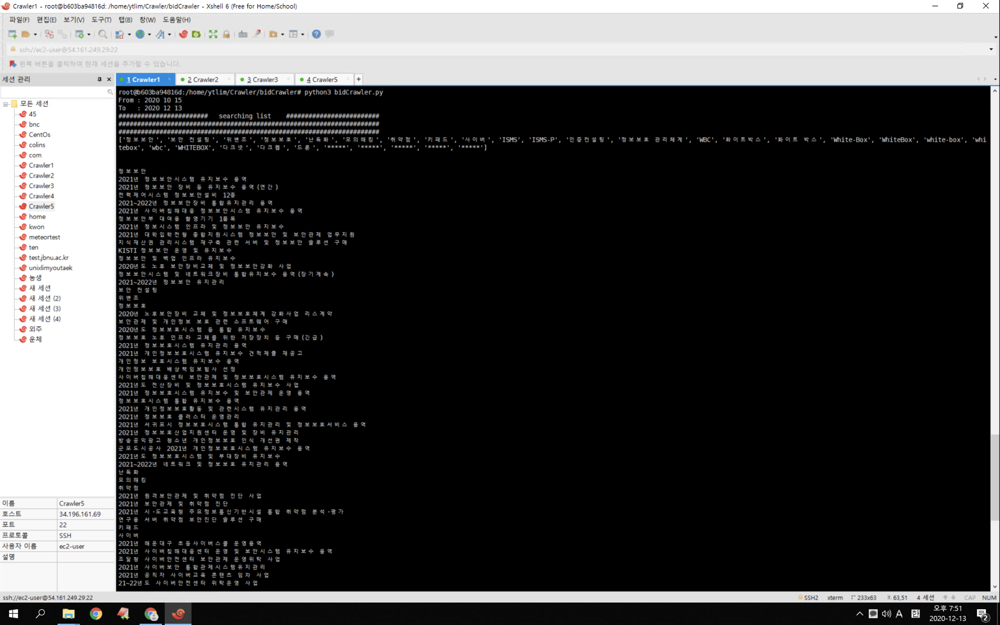 Crawler1 - root@b603ba94816d: /home/ytlim/Crawler/bidCrawler - Xshell 6 (Free for Home/School)
파일(F) 편집(E) 보기(V) 도구(T) 탭(B) 창(W) 도움말(H)
ssh://ec2-user@54.161.249.29:22
왼쪽 버튼을 클릭하여 현재 세션을 추가할 수 있습니다.
세션 관리
모든 세션
45
bnc
CentOs
colins
com
Crawler1
Crawler2
Crawler3
Crawler4
Crawler5
home
kwon
meteortest
ten
test.jbnu.ac.kr
unixlimyoutaek
농생
새 세션
새 세션 (2)
새 세션 (3)
새 세션 (4)
외주
운체
이름 Crawler5
호스트 34.196.161.69
포트 22
프로토콜 SSH
사용자 이름 ec2-user
설명
1 Crawler1 2 Crawler2 3 Crawler3 4 Crawler5 +
root@b603ba94816d:/home/ytlim/Crawler/bidCrawler# python3 bidCrawler.py
From : 2020 10 15
To : 2020 12 13
######################## searching list #########################
######################################################################
######################################################################
['정보보안', '보안 컨설팅', '위변조', '정보보호', '난독화', '모의해킹', '취약점', '키패드', '사이버', 'ISMS', 'ISMS-P', '인증컨설팅', '정보보호 관리체계', 'WBC', '화이트박스', '화이트 박스', 'White-Box', 'WhiteBox', 'white-box', 'whi
tebox', 'wbc', 'WHITEBOX', '다크넷', '다크웹', '드론', '*****', '*****', '*****', '*****', '*****']
정보보안
2021년 정보보안시스템 유지보수 용역
2021년 정보보안 장비 등 유지보수 용역(연간)
전력제어시스템 정보보안설비 12종
2021~2022년 정보보안장비 통합유지관리 용역
2021년 사이버침해대응 정보보안시스템 유지보수 용역
정보보안부 대여용 촬영기기 1품목
2021년 정보시스템 인프라 및 정보보안 유지보수
2021년 대학입학전형 종합지원시스템 정보보안 및 보안관제 업무지원
지식재산권 관리시스템 재구축 관련 서버 및 정보보안 솔루션 구매
KISTI 정보보안 운영 및 유지보수
정보보안 및 백업 인프라 유지보수
2020년도 노후 보안장비교체 및 정보보안강화 사업
정보보안시스템 및 네트워크장비 통합유지보수 용역(장기계속)
2021~2022년 정보보안 유지관리
보안 컨설팅
위변조
정보보호
2020년 노후보안장비 교체 및 정보보호체계 강화사업 리스계약
보안관제 및 개인정보 보호 관련 소프트웨어 구매
2020년도 정보보호시스템 등 통합 유지보수
정보보호 노후 인프라 교체를 위한 저장장치 등 구매(긴급)
2021년 정보보호시스템 유지관리 용역
2021년 개인정보보호시스템 유지보수 견적제출 재공고
개인정보 보호시스템 유지보수 용역
개인정보보호 배상책임보험사 선정
사이버침해대응센터 보안관제 및 정보보호시스템 유지보수 용역
2021년도 전산장비 및 정보보호시스템 유지보수 사업
2021년 정보보호시스템 유지보수 및 보안관제 운영 용역
정보보호시스템 통합 유지보수 용역
2021년 개인정보보호활동 및 관련시스템 유지관리 용역
2021년 정보보호 클러스터 운영관리
2021년 서귀포시 정보보호시스템 통합 유지관리 및 정보보호서비스 용역
2021년 정보보호산업지원센터 운영 및 장비 유지관리
방송공익광고 청소년 개인정보보호 인식 개선편 제작
군포도시공사 2021년 개인정보보호시스템 유지보수 용역
2021년도 정보보호시스템 및 부대장비 유지보수
2021~2022년 네트워크 및 정보보호 유지관리 용역
난독화
모의해킹
취약점
2021년 원격보안관제 및 취약점 진단 사업
2021년 보안관제 및 취약점 진단
2021년 시·도교육청 주요정보통신기반시설 통합 취약점 분석·평가
연구용 서버 취약점 보안진단 솔루션 구매
키패드
사이버
2021년 해운대구 초등사이버스쿨 운영용역
2021년 사이버침해대응센터 운영 및 보안시스템 유지보수 용역
조달청 사이버안전센터 보안관제 운영위탁 사업
2021년 사이버보안 통합관제시스템유지관리
2021년 공직자 사이버교육 콘텐츠 임차 사업
21~22년도 사이버안전센터 위탁운영 사업
ssh://ec2-user@54.161.249.29:22 SSH2 xterm 233x63 63,51 4 세션 CAP NUM
A 한 오후 7:51
2020-12-13 2